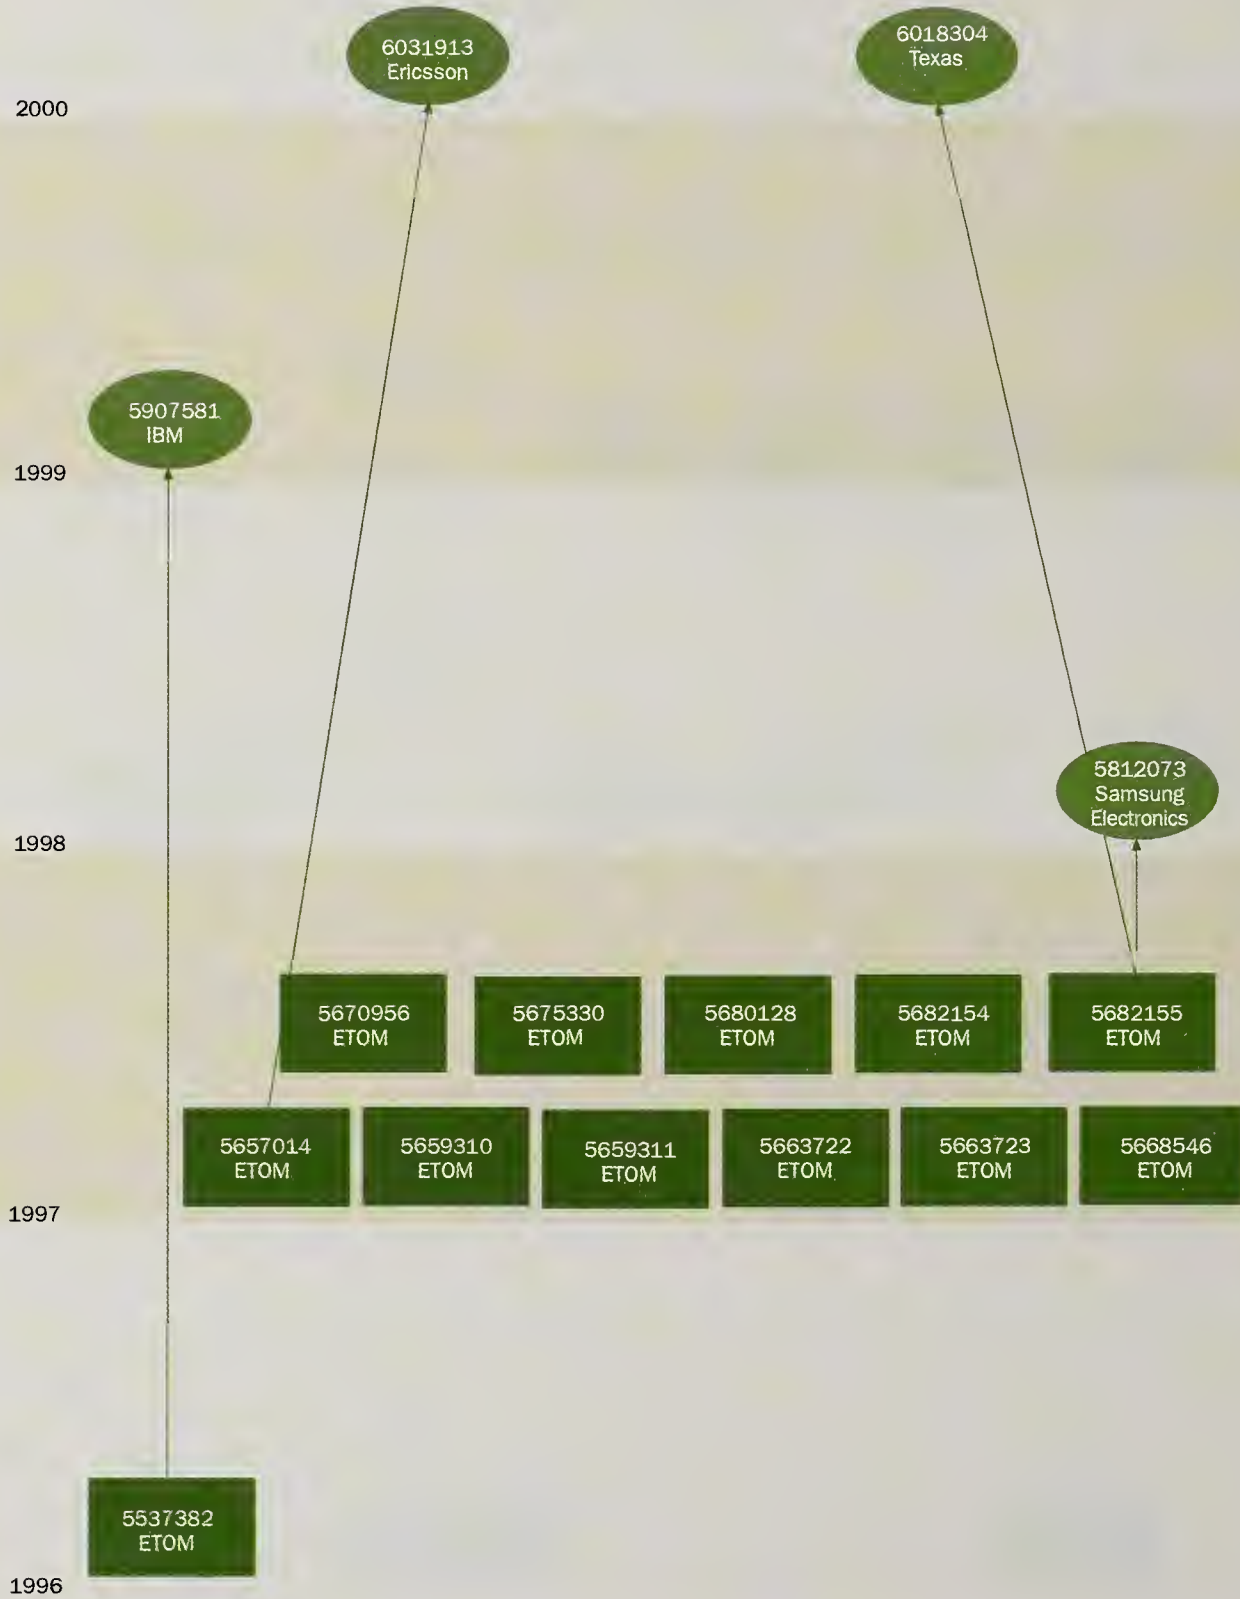 6031913
Ericsson
6018304
Texas
2000
5907581
IBM
1999
5812073
Samsung
Electronics
1998
5670956
ETOM
5675330
ETOM
5680128
ETOM
5682154
ETOM
5682155
ETOM
5657014
ETOM
5659310
ETOM
5659311
ETOM
5663722
ETOM
5663723
ETOM
5668546
ETOM
1997
5537382
ETOM
1996